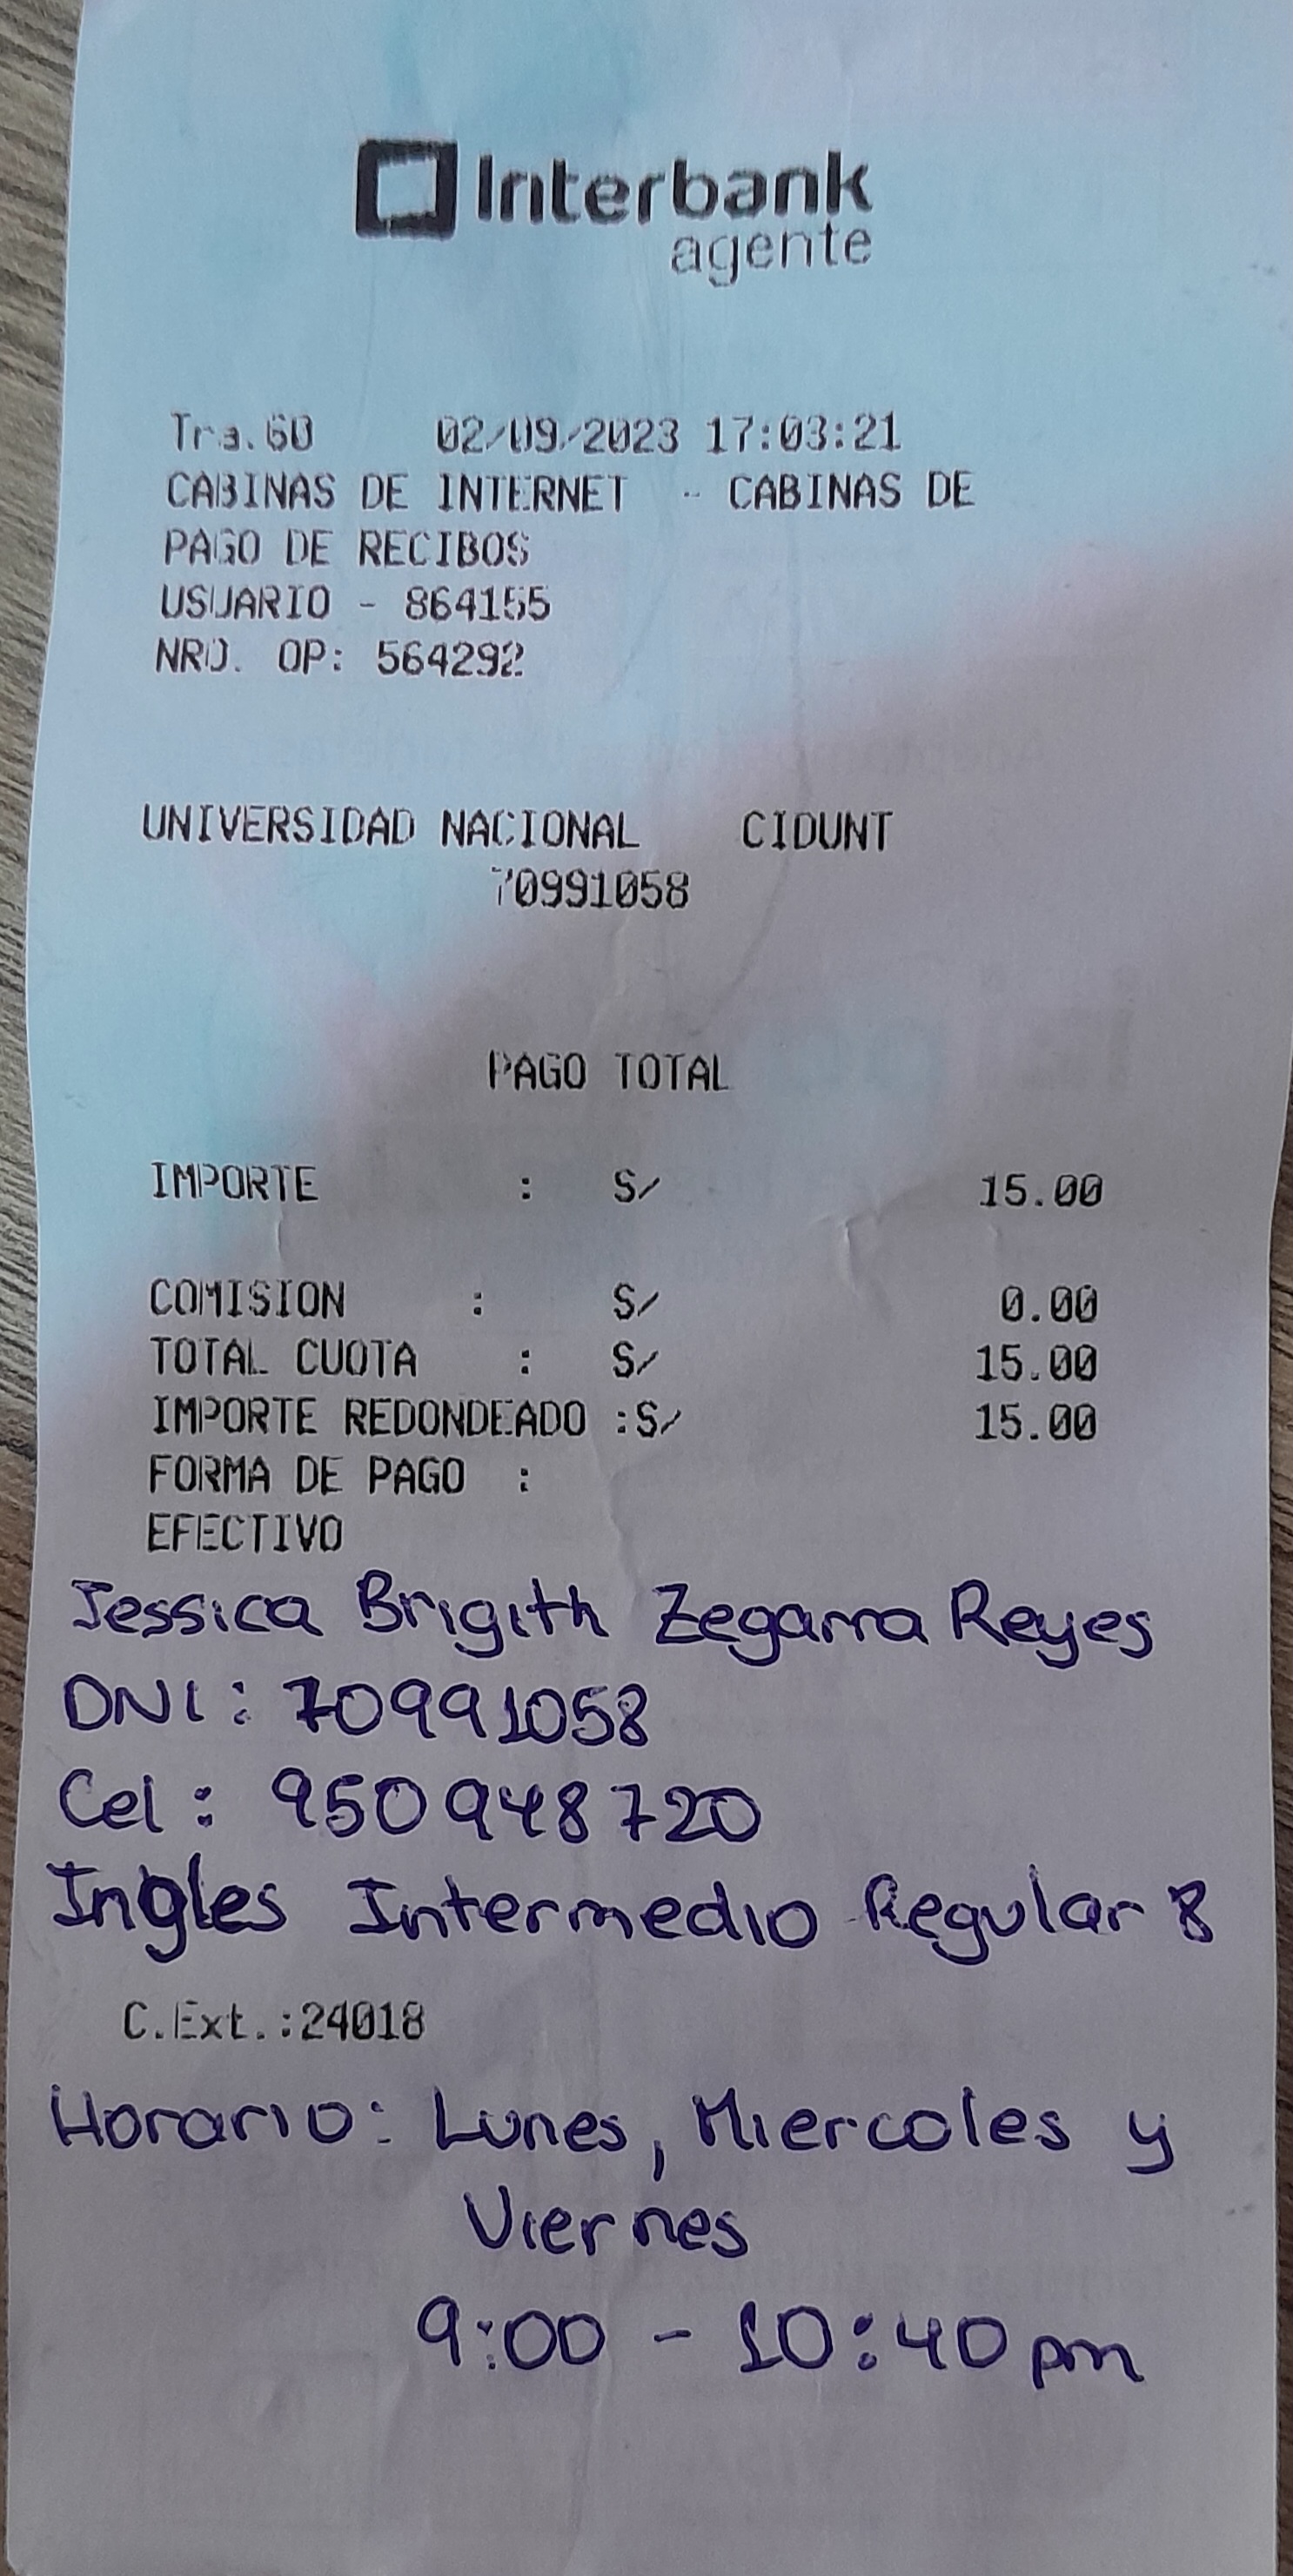 Interbank
agente
Tra.60 02/09/2023 17:03:21
CABINAS DE INTERNET - CABINAS DE
PAGO DE RECIBOS
USUARIO - 864155
NRO. OP: 564292
UNIVERSIDAD NACIONAL CIDUNT
70991058
PAGO TOTAL
IMPORTE : S/ 15.00
COMISION : S/ 0.00
TOTAL CUOTA : S/ 15.00
IMPORTE REDONDEADO :S/ 15.00
FORMA DE PAGO :
EFECTIVO
Jessica Brigith Zegarra Reyes
DNI: 70991058
Cel: 950948720
Ingles Intermedio Regular 8
C.Ext.:24018
Horario: Lunes, Miercoles y
Viernes
9:00 - 10:40 pm